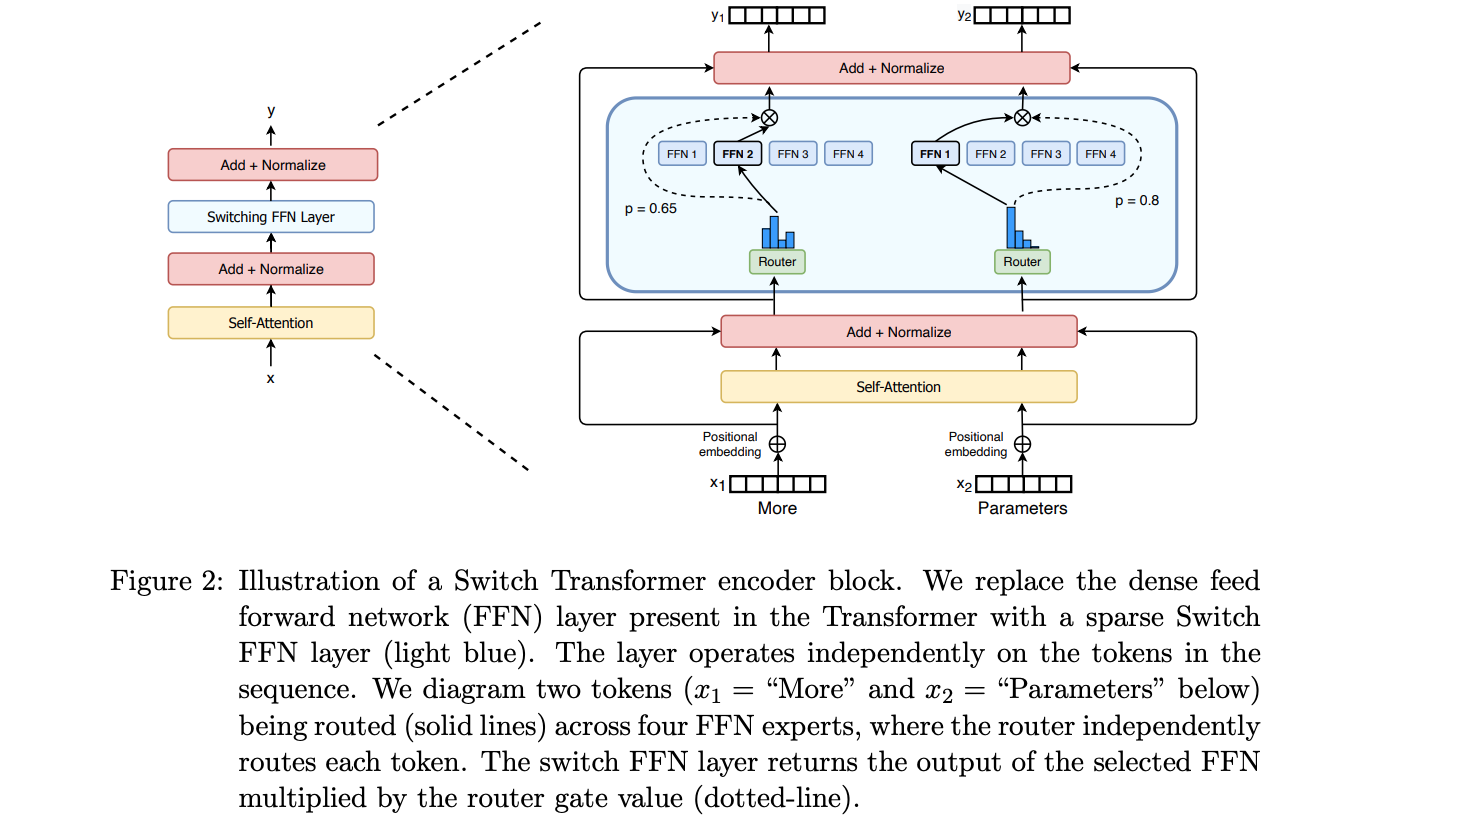 y
Add + Normalize
Switching FFN Layer
Add + Normalize
Self-Attention
x
y1
y2
Add + Normalize
FFN 1 FFN 2 FFN 3 FFN 4
FFN 1 FFN 2 FFN 3 FFN 4
p = 0.65
p = 0.8
Router
Router
Add + Normalize
Self-Attention
Positional
embedding
Positional
embedding
x1
x2
More
Parameters
Figure 2: Illustration of a Switch Transformer encoder block. We replace the dense feed
forward network (FFN) layer present in the Transformer with a sparse Switch
FFN layer (light blue). The layer operates independently on the tokens in the
sequence. We diagram two tokens (x1 = “More” and x2 = “Parameters” below)
being routed (solid lines) across four FFN experts, where the router independently
routes each token. The switch FFN layer returns the output of the selected FFN
multiplied by the router gate value (dotted-line).